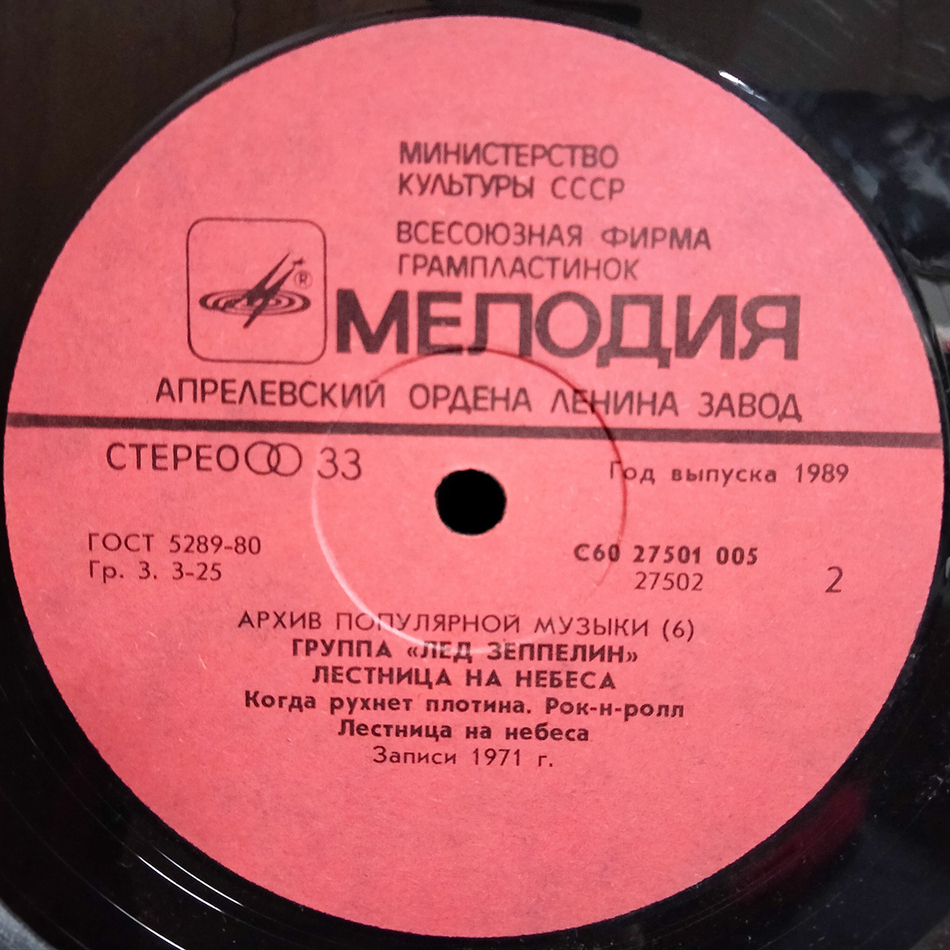 МИНИСТЕРСТВО
КУЛЬТУРЫ СССР
ВСЕСОЮЗНАЯ ФИРМА
ГРАМПЛАСТИНОК
®
МЕЛОДИЯ
АПРЕЛЕВСКИЙ ОРДЕНА ЛЕНИНА ЗАВОД
СТЕРЕО 33
Год выпуска 1989
ГОСТ 5289-80
Гр. 3. 3-25
С60 27501 005
27502
2
АРХИВ ПОПУЛЯРНОЙ МУЗЫКИ (6)
ГРУППА «ЛЕД ЗЕППЕЛИН»
ЛЕСТНИЦА НА НЕБЕСА
Когда рухнет плотина. Рок-н-ролл
Лестница на небеса
Записи 1971 г.